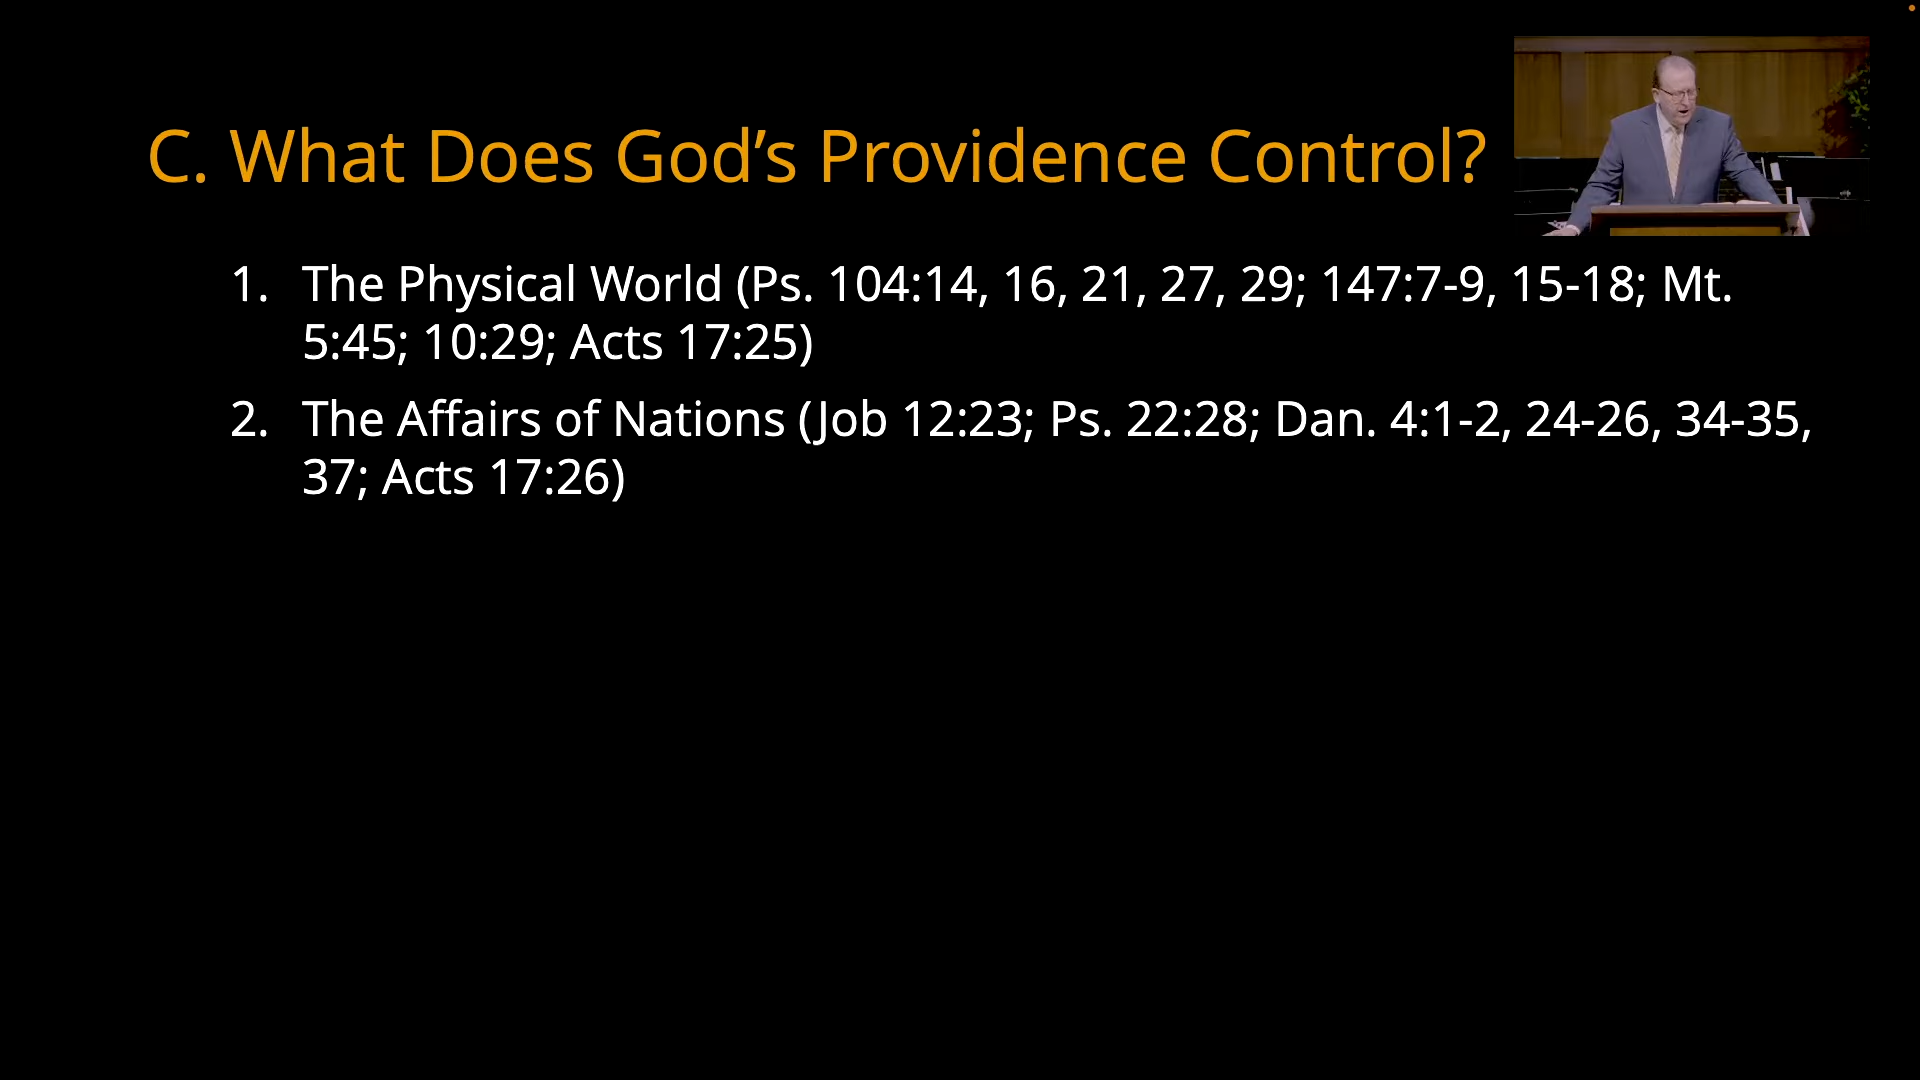 C. What Does God’s Providence Control?
1. The Physical World (Ps. 104:14, 16, 21, 27, 29; 147:7-9, 15-18; Mt.
5:45; 10:29; Acts 17:25)
2. The Affairs of Nations (Job 12:23; Ps. 22:28; Dan. 4:1-2, 24-26, 34-35,
37; Acts 17:26)